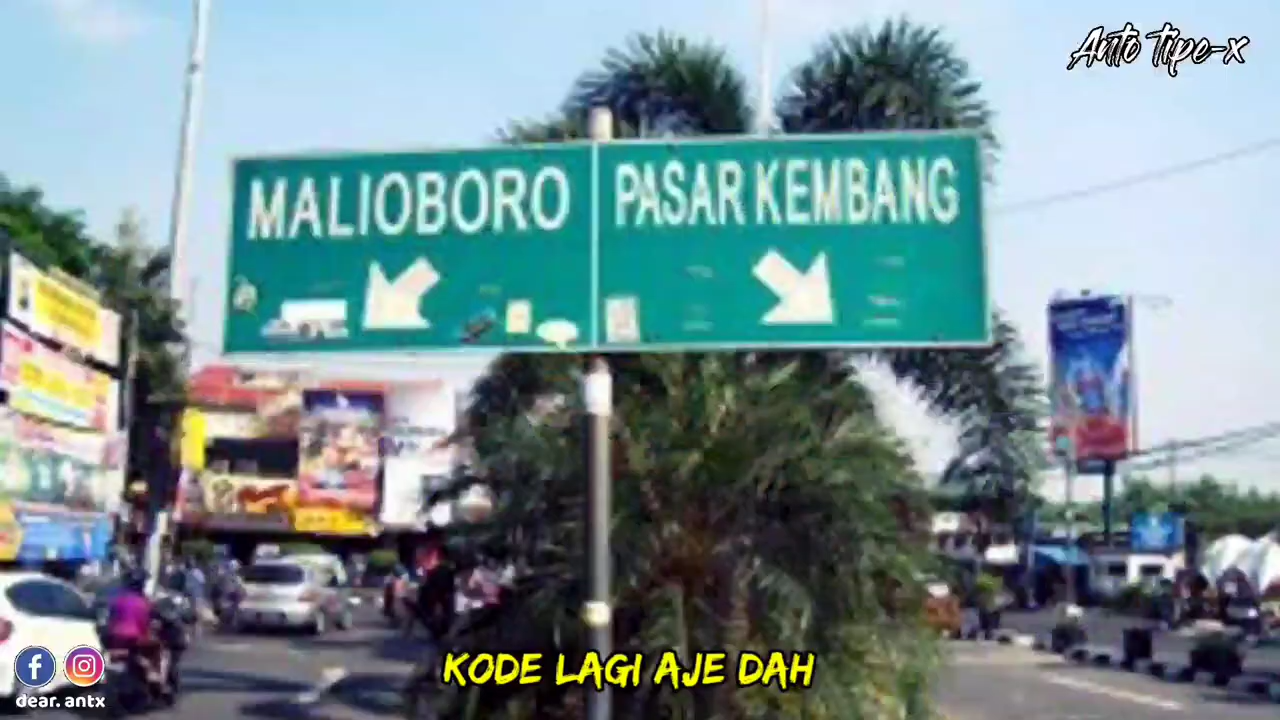 Anto tipe-x
MALIOBORO
PASAR KEMBANG
KODE LAGI AJE DAH
dear. antx